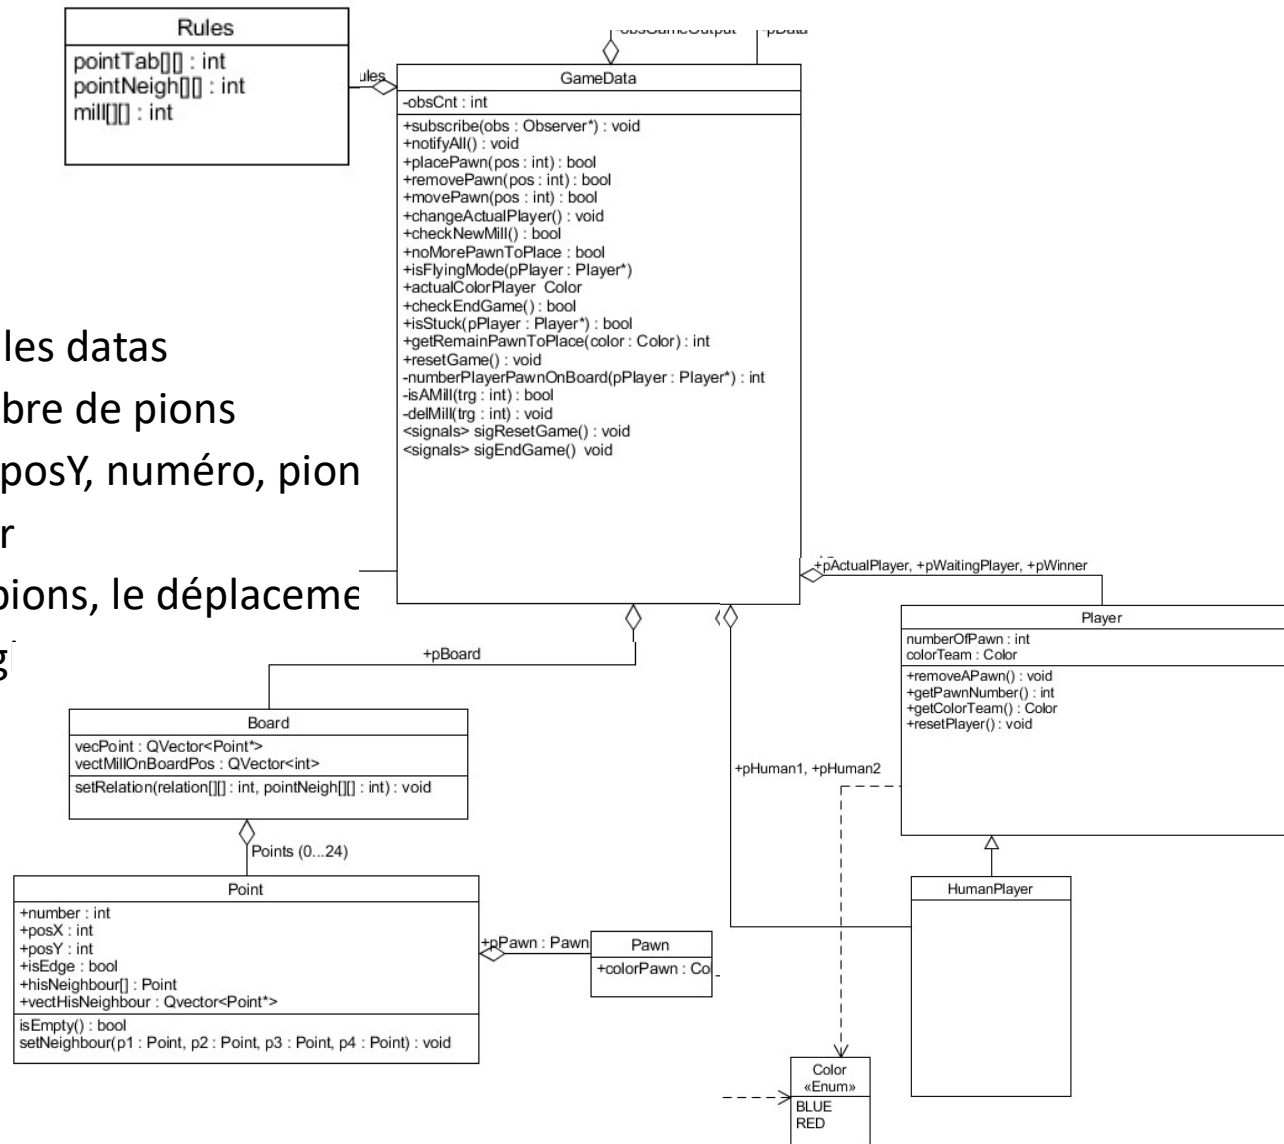 Rules
pointTab[][] : int
pointNeigh[][] : int
mill[][] : int
GameData
-obsCnt : int
+subscribe(obs : Observer*) : void
+notifyAll() : void
+placePawn(pos : int) : bool
+removePawn(pos : int) : bool
+movePawn(pos : int) : bool
+changeActualPlayer() : void
+checkNewMill() : bool
+noMorePawnToPlace : bool
+isFlyingMode(pPlayer : Player*)
+actualColorPlayer Color
+checkEndGame() : bool
+isStuck(pPlayer : Player*) : bool
+getRemainPawnToPlace(color : Color) : int
+resetGame() : void
-numberPlayerPawnOnBoard(pPlayer : Player*) : int
-isAMill(trg : int) : bool
-delMill(trg : int) : void
<signals> sigResetGame() : void
<signals> sigEndGame() void
les datas
bre de pions
posY, numéro, pion
r
pions, le déplaceme
g
+pActualPlayer, +pWaitingPlayer, +pWinner
Player
numberOfPawn : int
colorTeam : Color
+removeAPawn() : void
+getPawnNumber() : int
+getColorTeam() : Color
+resetPlayer() : void
+pBoard
Board
vecPoint : QVector<Point*>
vectMillOnBoardPos : QVector<int>
setRelation(relation[][] : int, pointNeigh[][] : int) : void
+pHuman1, +pHuman2
Points (0...24)
Point
+number : int
+posX : int
+posY : int
+isEdge : bool
+hisNeighbour[] : Point
+vectHisNeighbour : Qvector<Point*>
isEmpty() : bool
setNeighbour(p1 : Point, p2 : Point, p3 : Point, p4 : Point) : void
+pPawn : Pawn
Pawn
+colorPawn : Co
HumanPlayer
Color
«Enum»
BLUE
RED